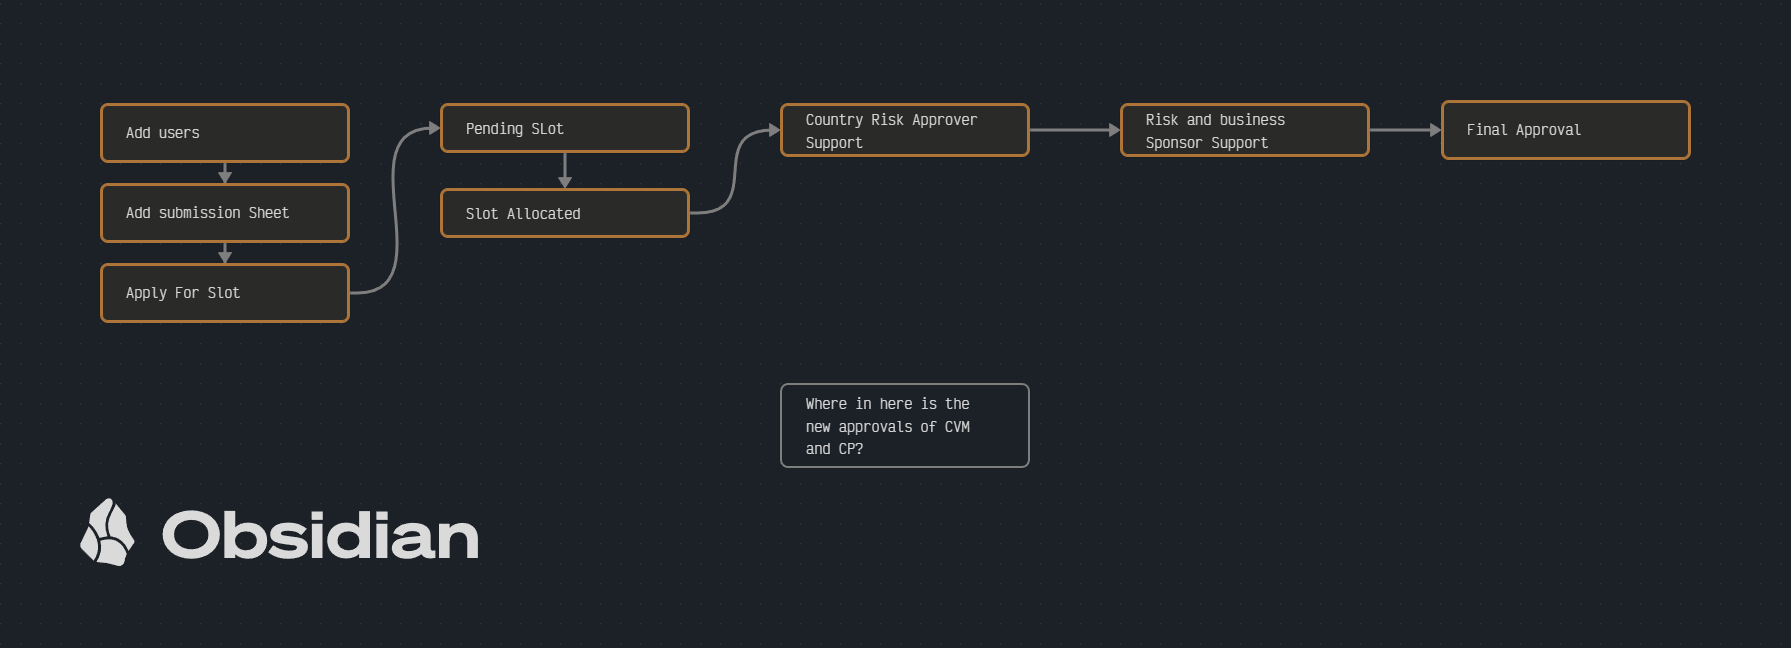 Add users
Add submission Sheet
Apply For Slot
Pending SLot
Slot Allocated
Country Risk Approver
Support
Risk and business
Sponsor Support
Final Approval
Where in here is the
new approvals of CVM
and CP?
Obsidian